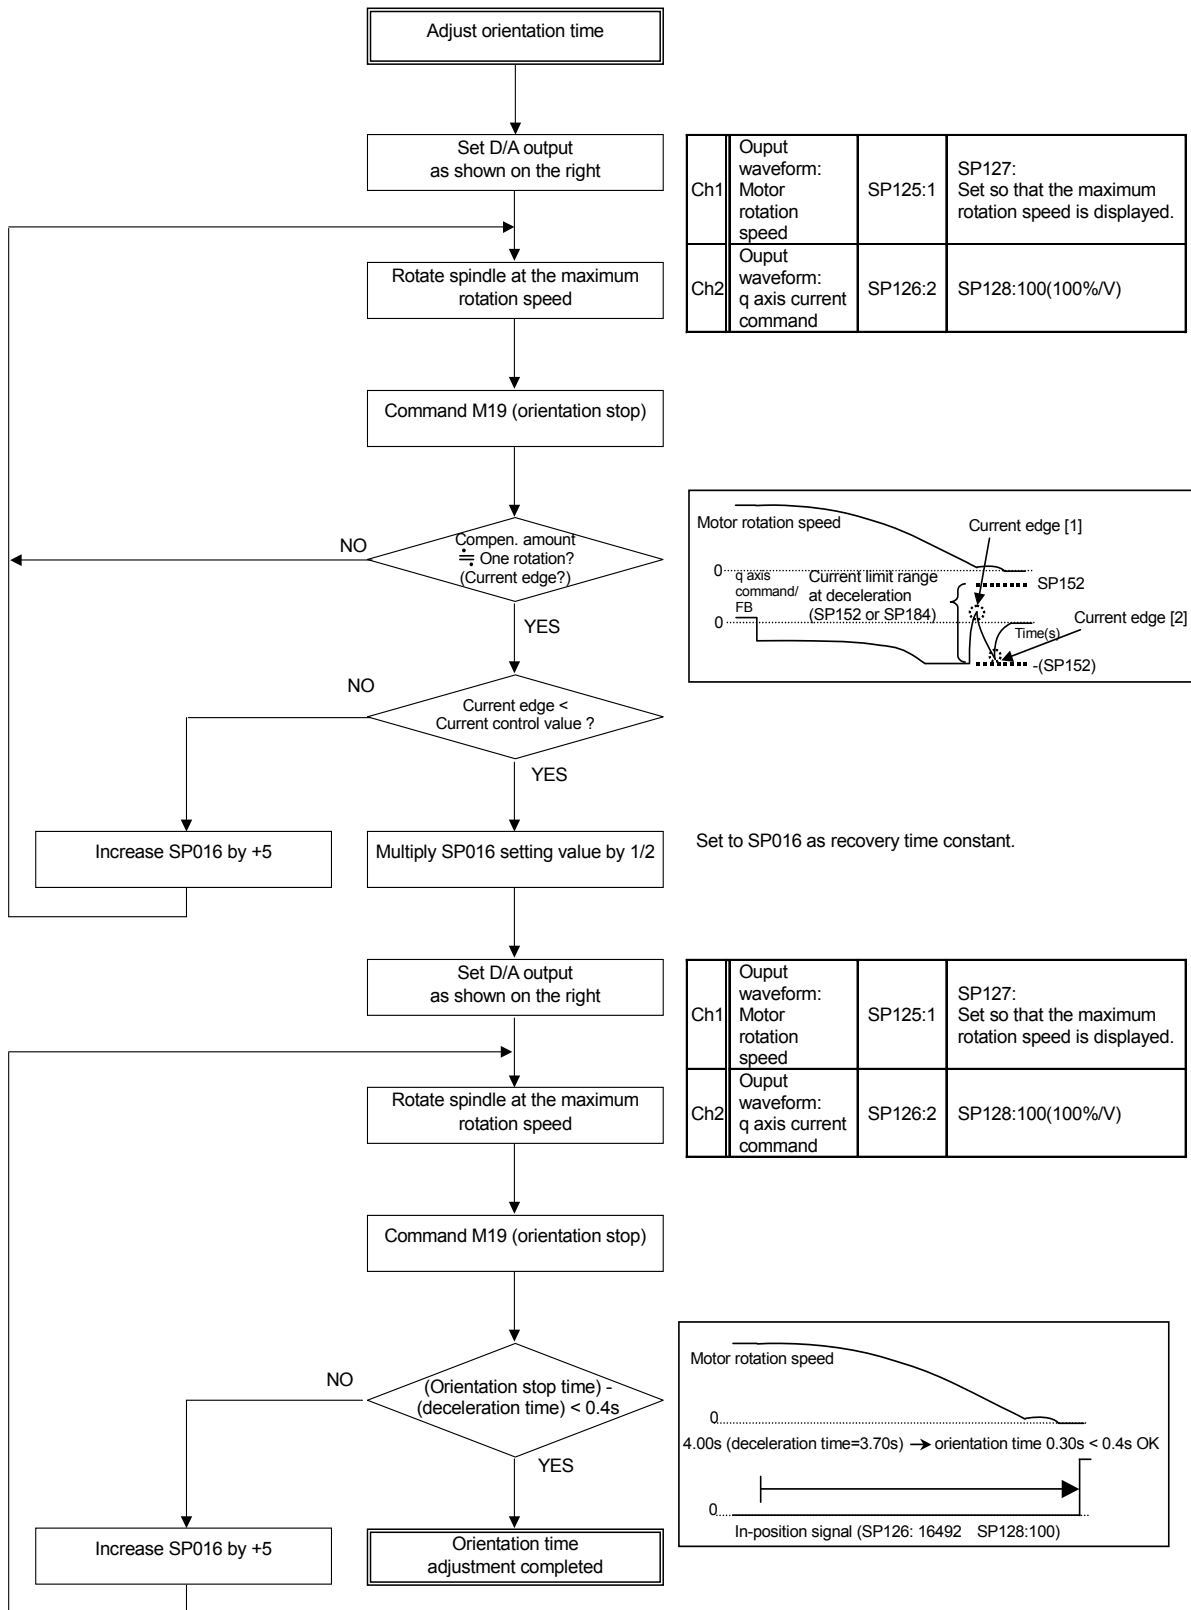 Adjust orientation time
Set D/A output
as shown on the right
Ch1
Ouput
waveform:
Motor
rotation
speed
SP125:1
SP127:
Set so that the maximum
rotation speed is displayed.
Ch2
Ouput
waveform:
q axis current
command
SP126:2
SP128:100(100%/V)
Rotate spindle at the maximum
rotation speed
Command M19 (orientation stop)
NO
Compen. amount
≒ One rotation?
(Current edge?)
YES
Motor rotation speed
Current edge [1]
0
q axis
command/
FB
Current limit range
at deceleration
(SP152 or SP184)
SP152
0
Time(s)
Current edge [2]
-(SP152)
NO
Current edge <
Current control value ?
YES
Increase SP016 by +5
Multiply SP016 setting value by 1/2
Set to SP016 as recovery time constant.
Set D/A output
as shown on the right
Ch1
Ouput
waveform:
Motor
rotation
speed
SP125:1
SP127:
Set so that the maximum
rotation speed is displayed.
Ch2
Ouput
waveform:
q axis current
command
SP126:2
SP128:100(100%/V)
Rotate spindle at the maximum
rotation speed
Command M19 (orientation stop)
NO
(Orientation stop time) -
(deceleration time) < 0.4s
YES
Motor rotation speed
0
4.00s (deceleration time=3.70s) → orientation time 0.30s < 0.4s OK
0
In-position signal (SP126: 16492 SP128:100)
Increase SP016 by +5
Orientation time
adjustment completed